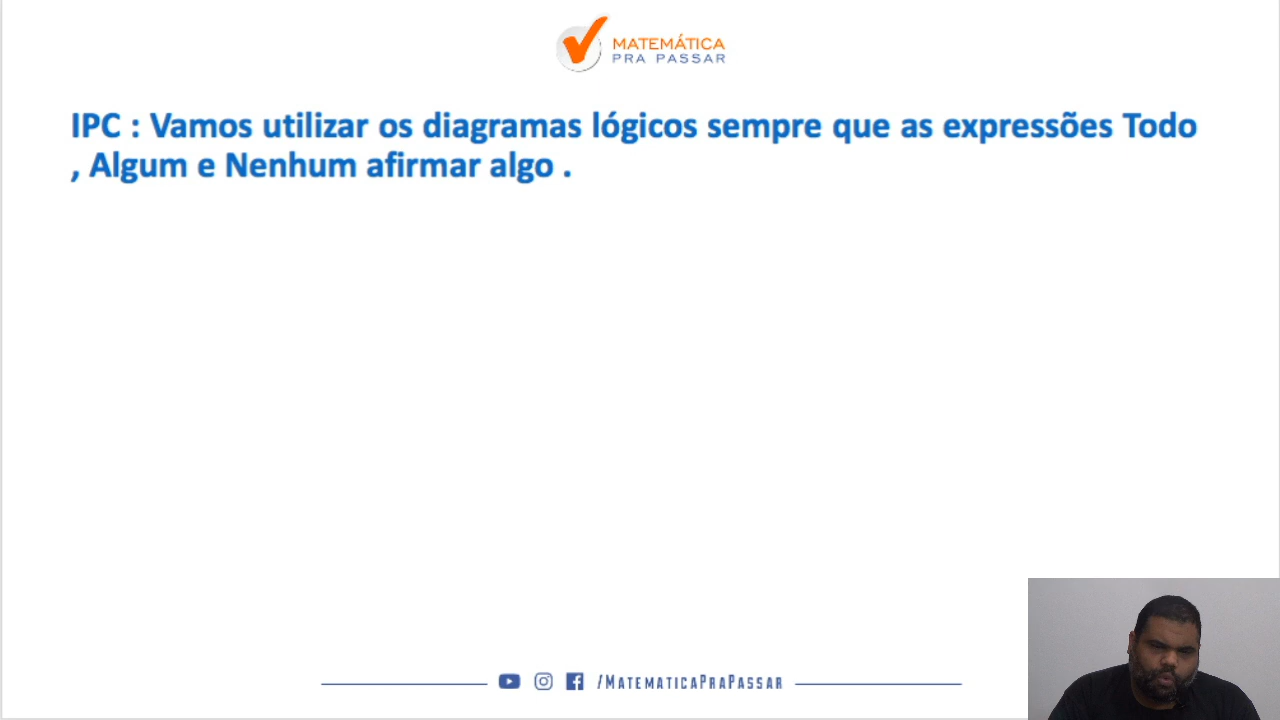 MATEMÁTICA
PRA PASSAR
IPC : Vamos utilizar os diagramas lógicos sempre que as expressões Todo
, Algum e Nenhum afirmar algo .
/MATEMATICAPRAPASSAR